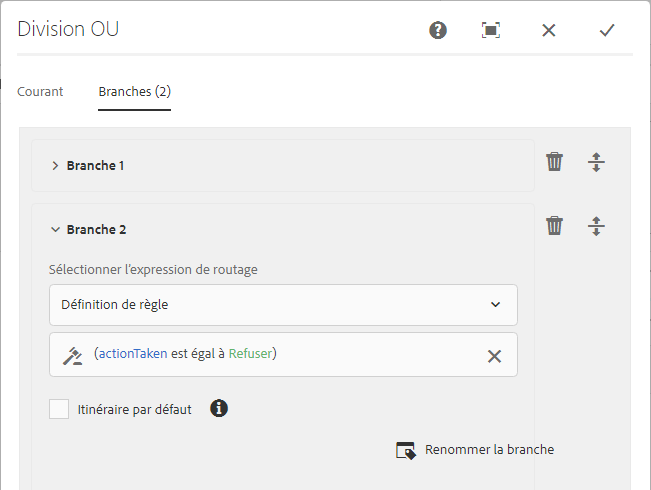 Division OU
Courant Branches (2)
Branche 1
Branche 2
Sélectionner l'expression de routage
Définition de règle
(actionTaken est égal à Refuser)
Itinéraire par défaut
Renommer la branche